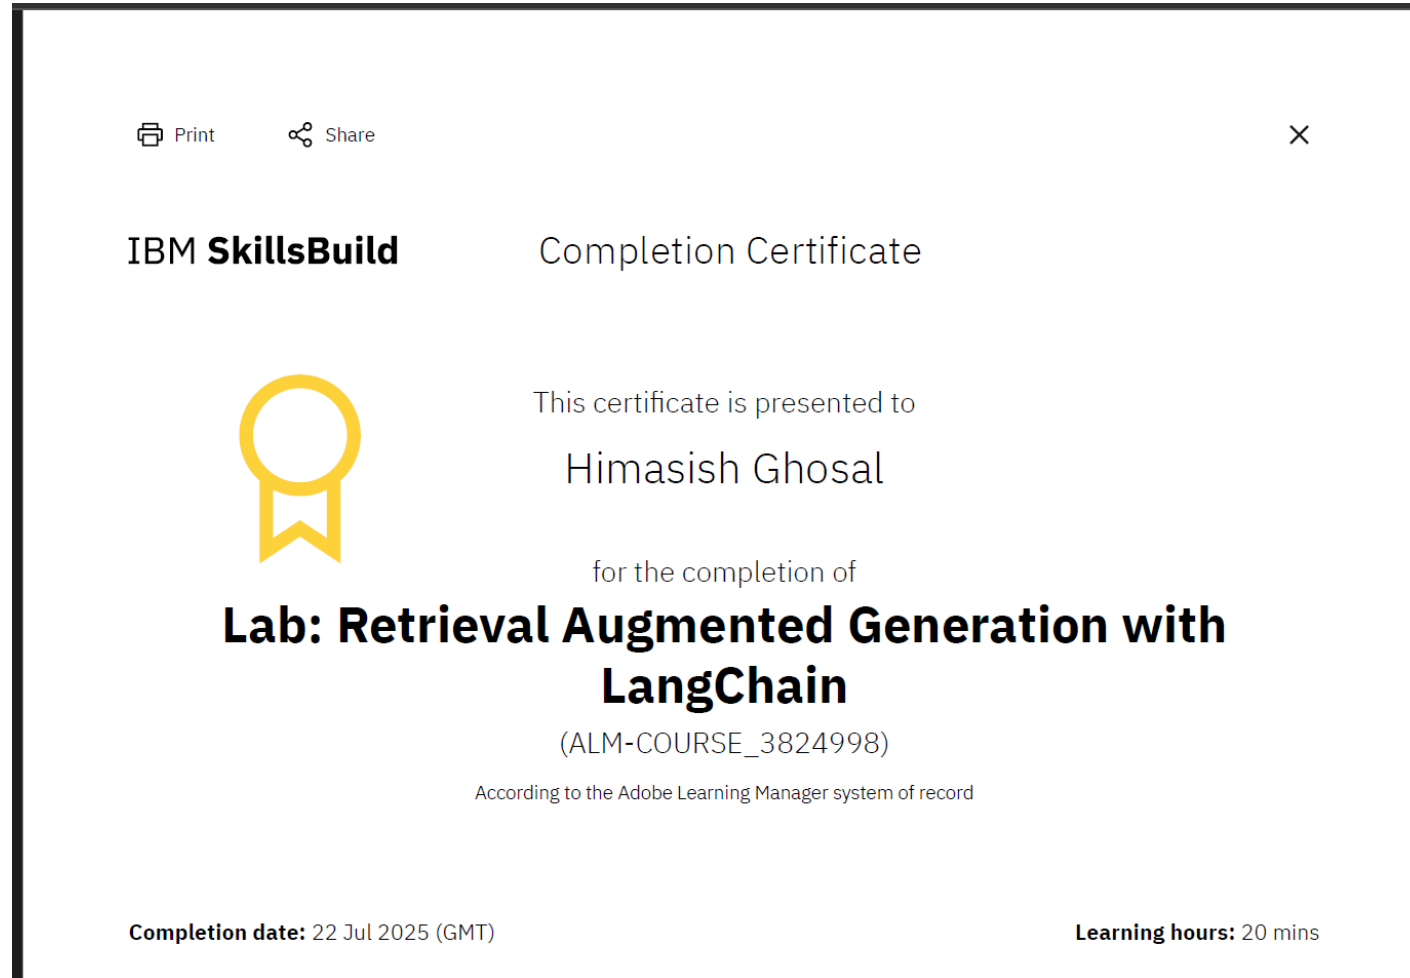 Print
Share
IBM SkillsBuild
Completion Certificate
This certificate is presented to
Himasish Ghosal
for the completion of
Lab: Retrieval Augmented Generation with
LangChain
(ALM-COURSE_3824998)
According to the Adobe Learning Manager system of record
Completion date: 22 Jul 2025 (GMT)
Learning hours: 20 mins